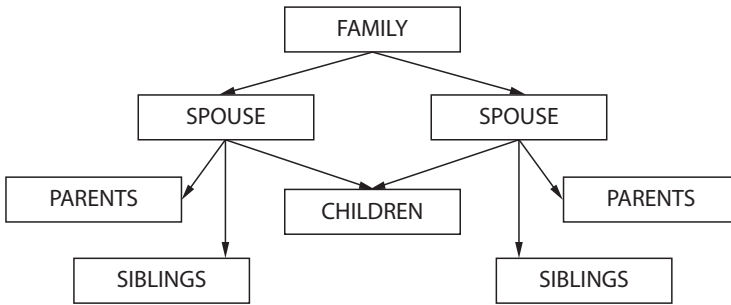 FAMILY
SPOUSE
SPOUSE
PARENTS
CHILDREN
PARENTS
SIBLINGS
SIBLINGS